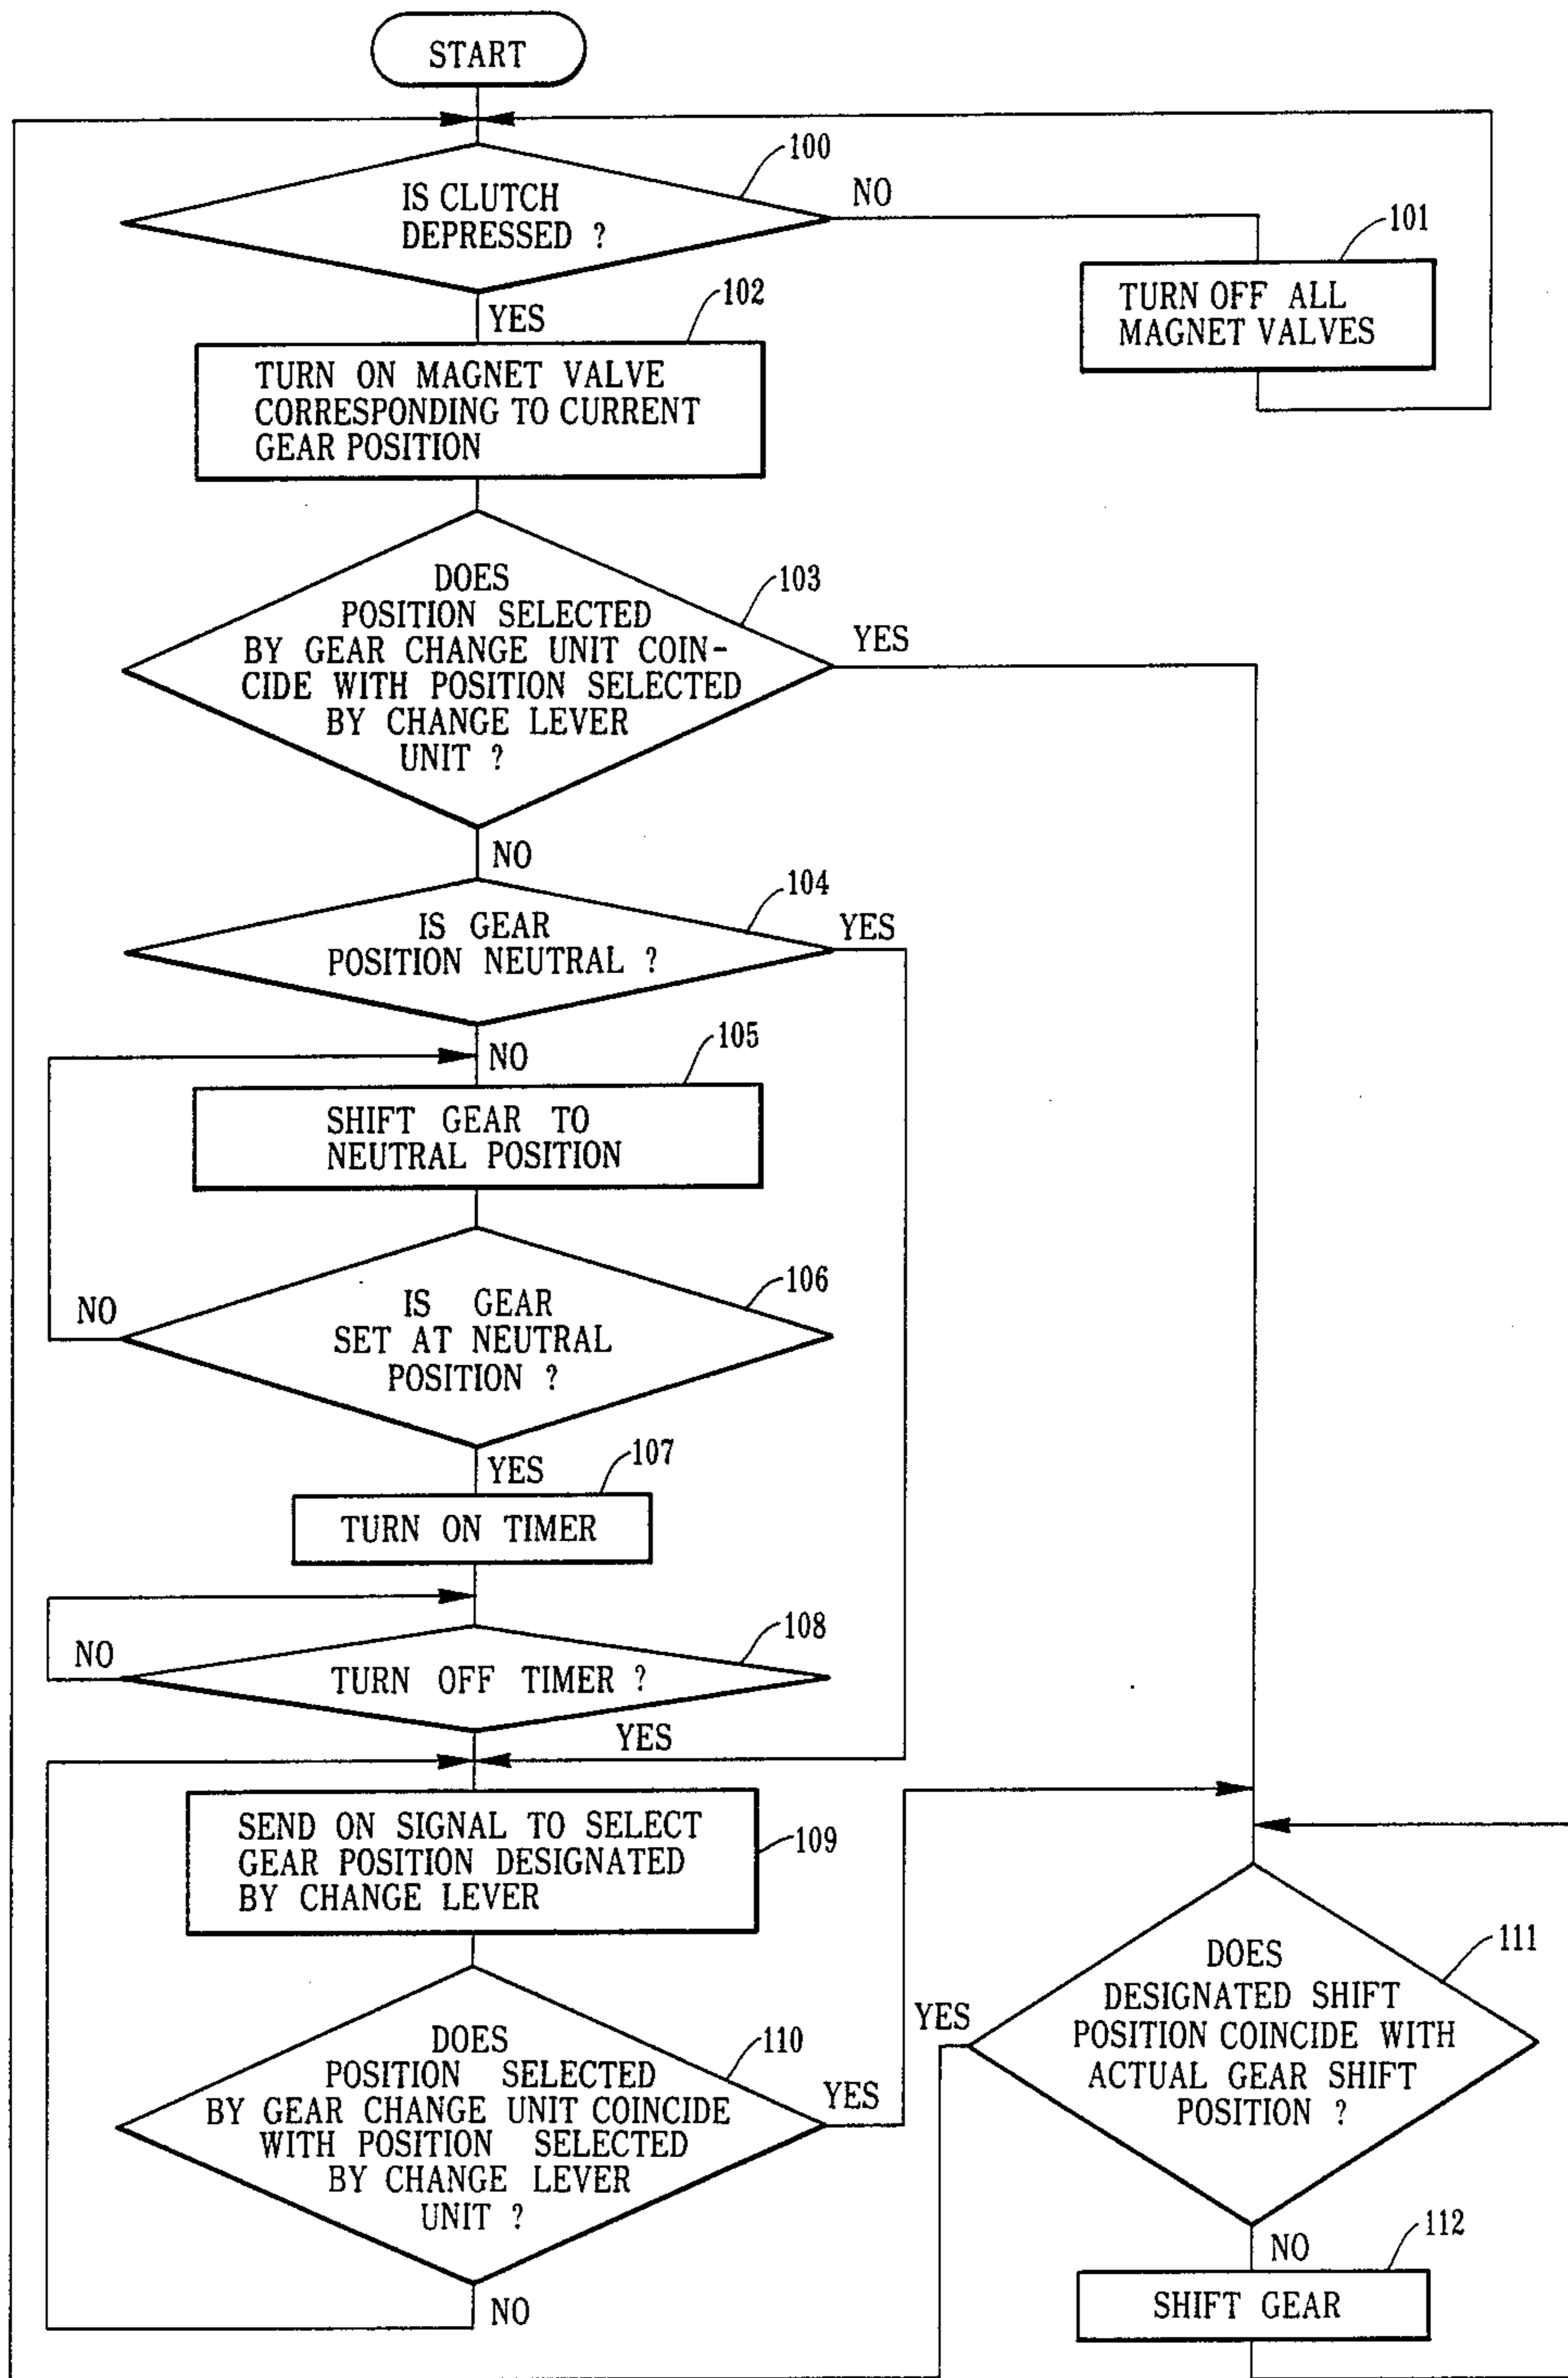 START
100
IS CLUTCH
DEPRESSED ?
NO
101
TURN OFF ALL
MAGNET VALVES
YES
102
TURN ON MAGNET VALVE
CORRESPONDING TO CURRENT
GEAR POSITION
103
DOES
POSITION SELECTED
BY GEAR CHANGE UNIT COIN-
CIDE WITH POSITION SELECTED
BY CHANGE LEVER
UNIT ?
YES
NO
104
IS GEAR
POSITION NEUTRAL ?
YES
NO
105
SHIFT GEAR TO
NEUTRAL POSITION
106
IS GEAR
SET AT NEUTRAL
POSITION ?
NO
YES
107
TURN ON TIMER
108
NO
TURN OFF TIMER ?
YES
SEND ON SIGNAL TO SELECT
GEAR POSITION DESIGNATED
BY CHANGE LEVER
109
DOES
POSITION SELECTED
BY GEAR CHANGE UNIT COINCIDE
WITH POSITION SELECTED
BY CHANGE LEVER
UNIT ?
110
YES
NO
111
DOES
DESIGNATED SHIFT
POSITION COINCIDE WITH
ACTUAL GEAR SHIFT
POSITION ?
YES
NO
112
SHIFT GEAR